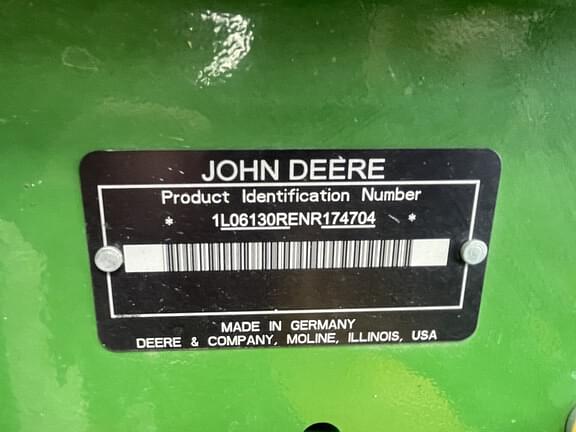 JOHN DEERE
Product Identification Number
* 1L06130RENR174704 *
MADE IN GERMANY
DEERE & COMPANY, MOLINE, ILLINOIS, USA